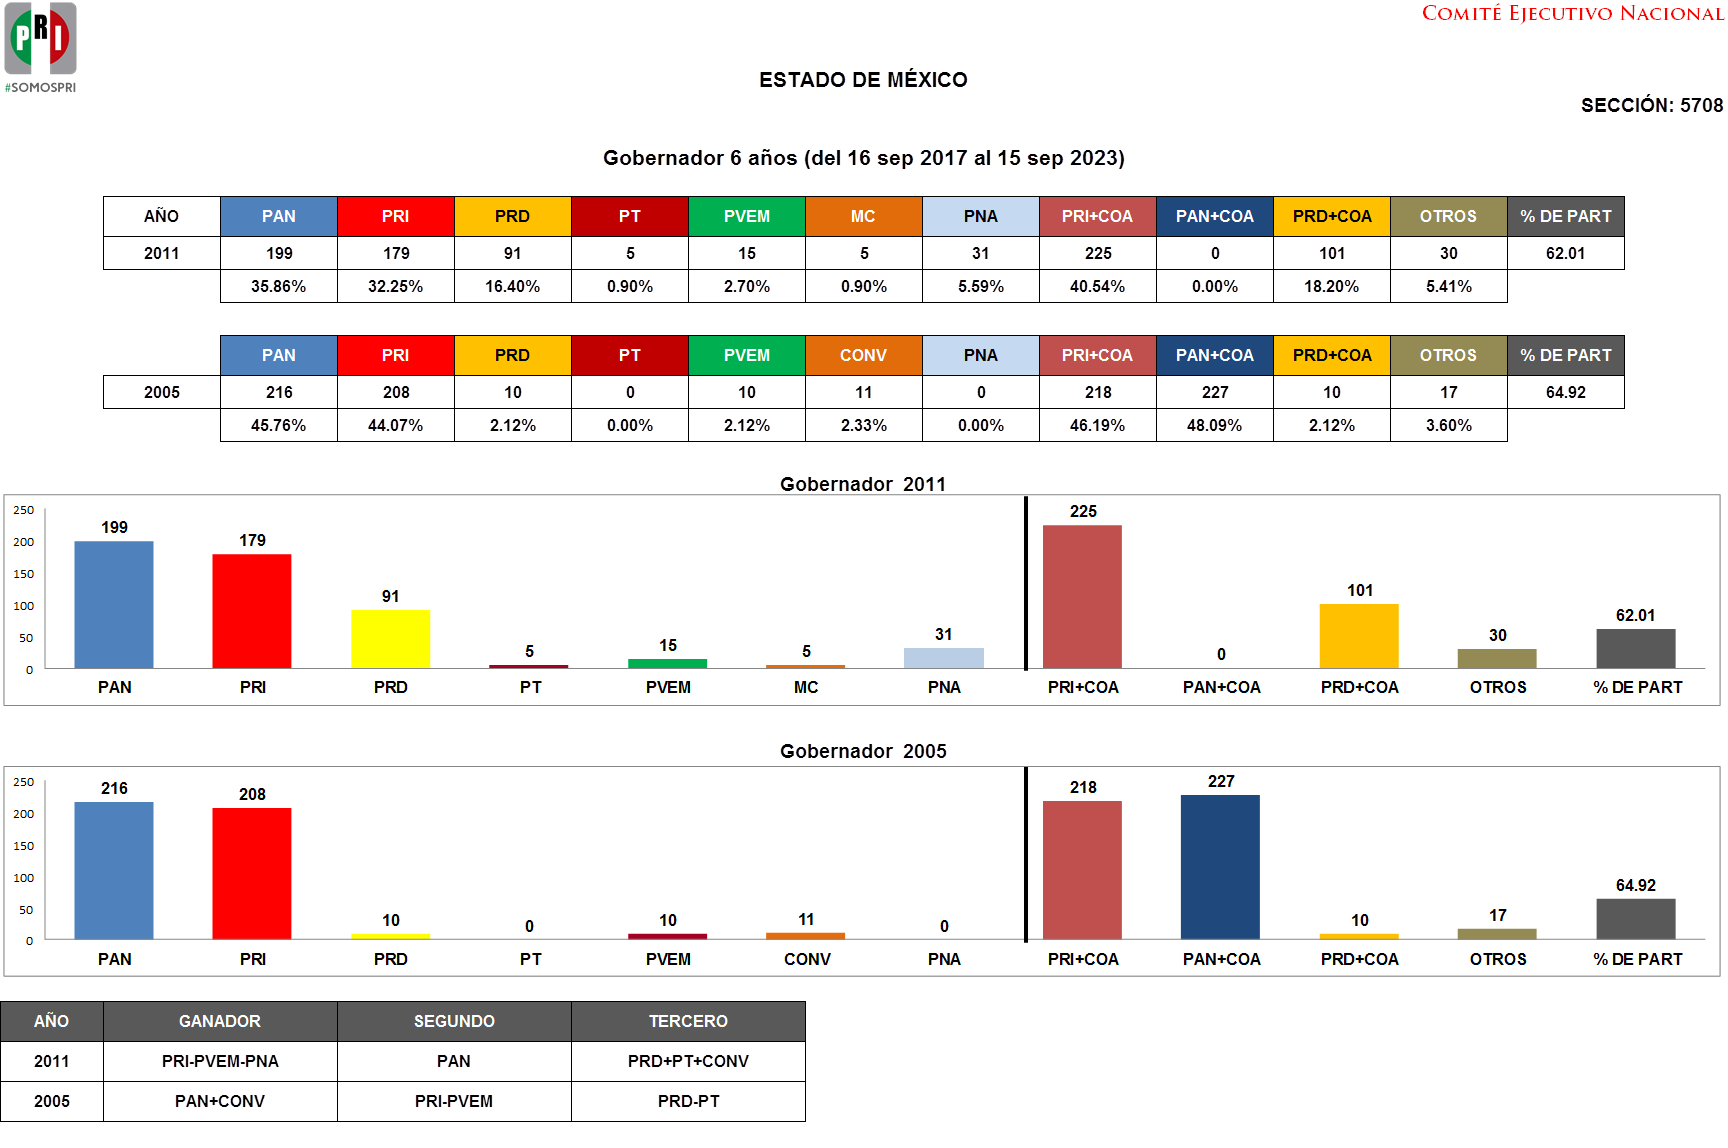 PRI
#SOMOSPRI
COMITÉ EJECUTIVO NACIONAL
ESTADO DE MÉXICO
SECCIÓN: 5708
Gobernador 6 años (del 16 sep 2017 al 15 sep 2023)
AÑO PAN PRI PRD PT PVEM MC PNA PRI+COA PAN+COA PRD+COA OTROS % DE PART
2011 199 179 91 5 15 5 31 225 0 101 30 62.01
35.86% 32.25% 16.40% 0.90% 2.70% 0.90% 5.59% 40.54% 0.00% 18.20% 5.41%
PAN PRI PRD PT PVEM CONV PNA PRI+COA PAN+COA PRD+COA OTROS % DE PART
2005 216 208 10 0 10 11 0 218 227 10 17 64.92
45.76% 44.07% 2.12% 0.00% 2.12% 2.33% 0.00% 46.19% 48.09% 2.12% 3.60%
Gobernador 2011
250
200
150
100
50
0
199 179 91 5 15 5 31 225 0 101 30 62.01
PAN PRI PRD PT PVEM MC PNA PRI+COA PAN+COA PRD+COA OTROS % DE PART
Gobernador 2005
250
200
150
100
50
0
216 208 10 0 10 11 0 218 227 10 17 64.92
PAN PRI PRD PT PVEM CONV PNA PRI+COA PAN+COA PRD+COA OTROS % DE PART
AÑO GANADOR SEGUNDO TERCERO
2011 PRI-PVEM-PNA PAN PRD+PT+CONV
2005 PAN+CONV PRI-PVEM PRD-PT